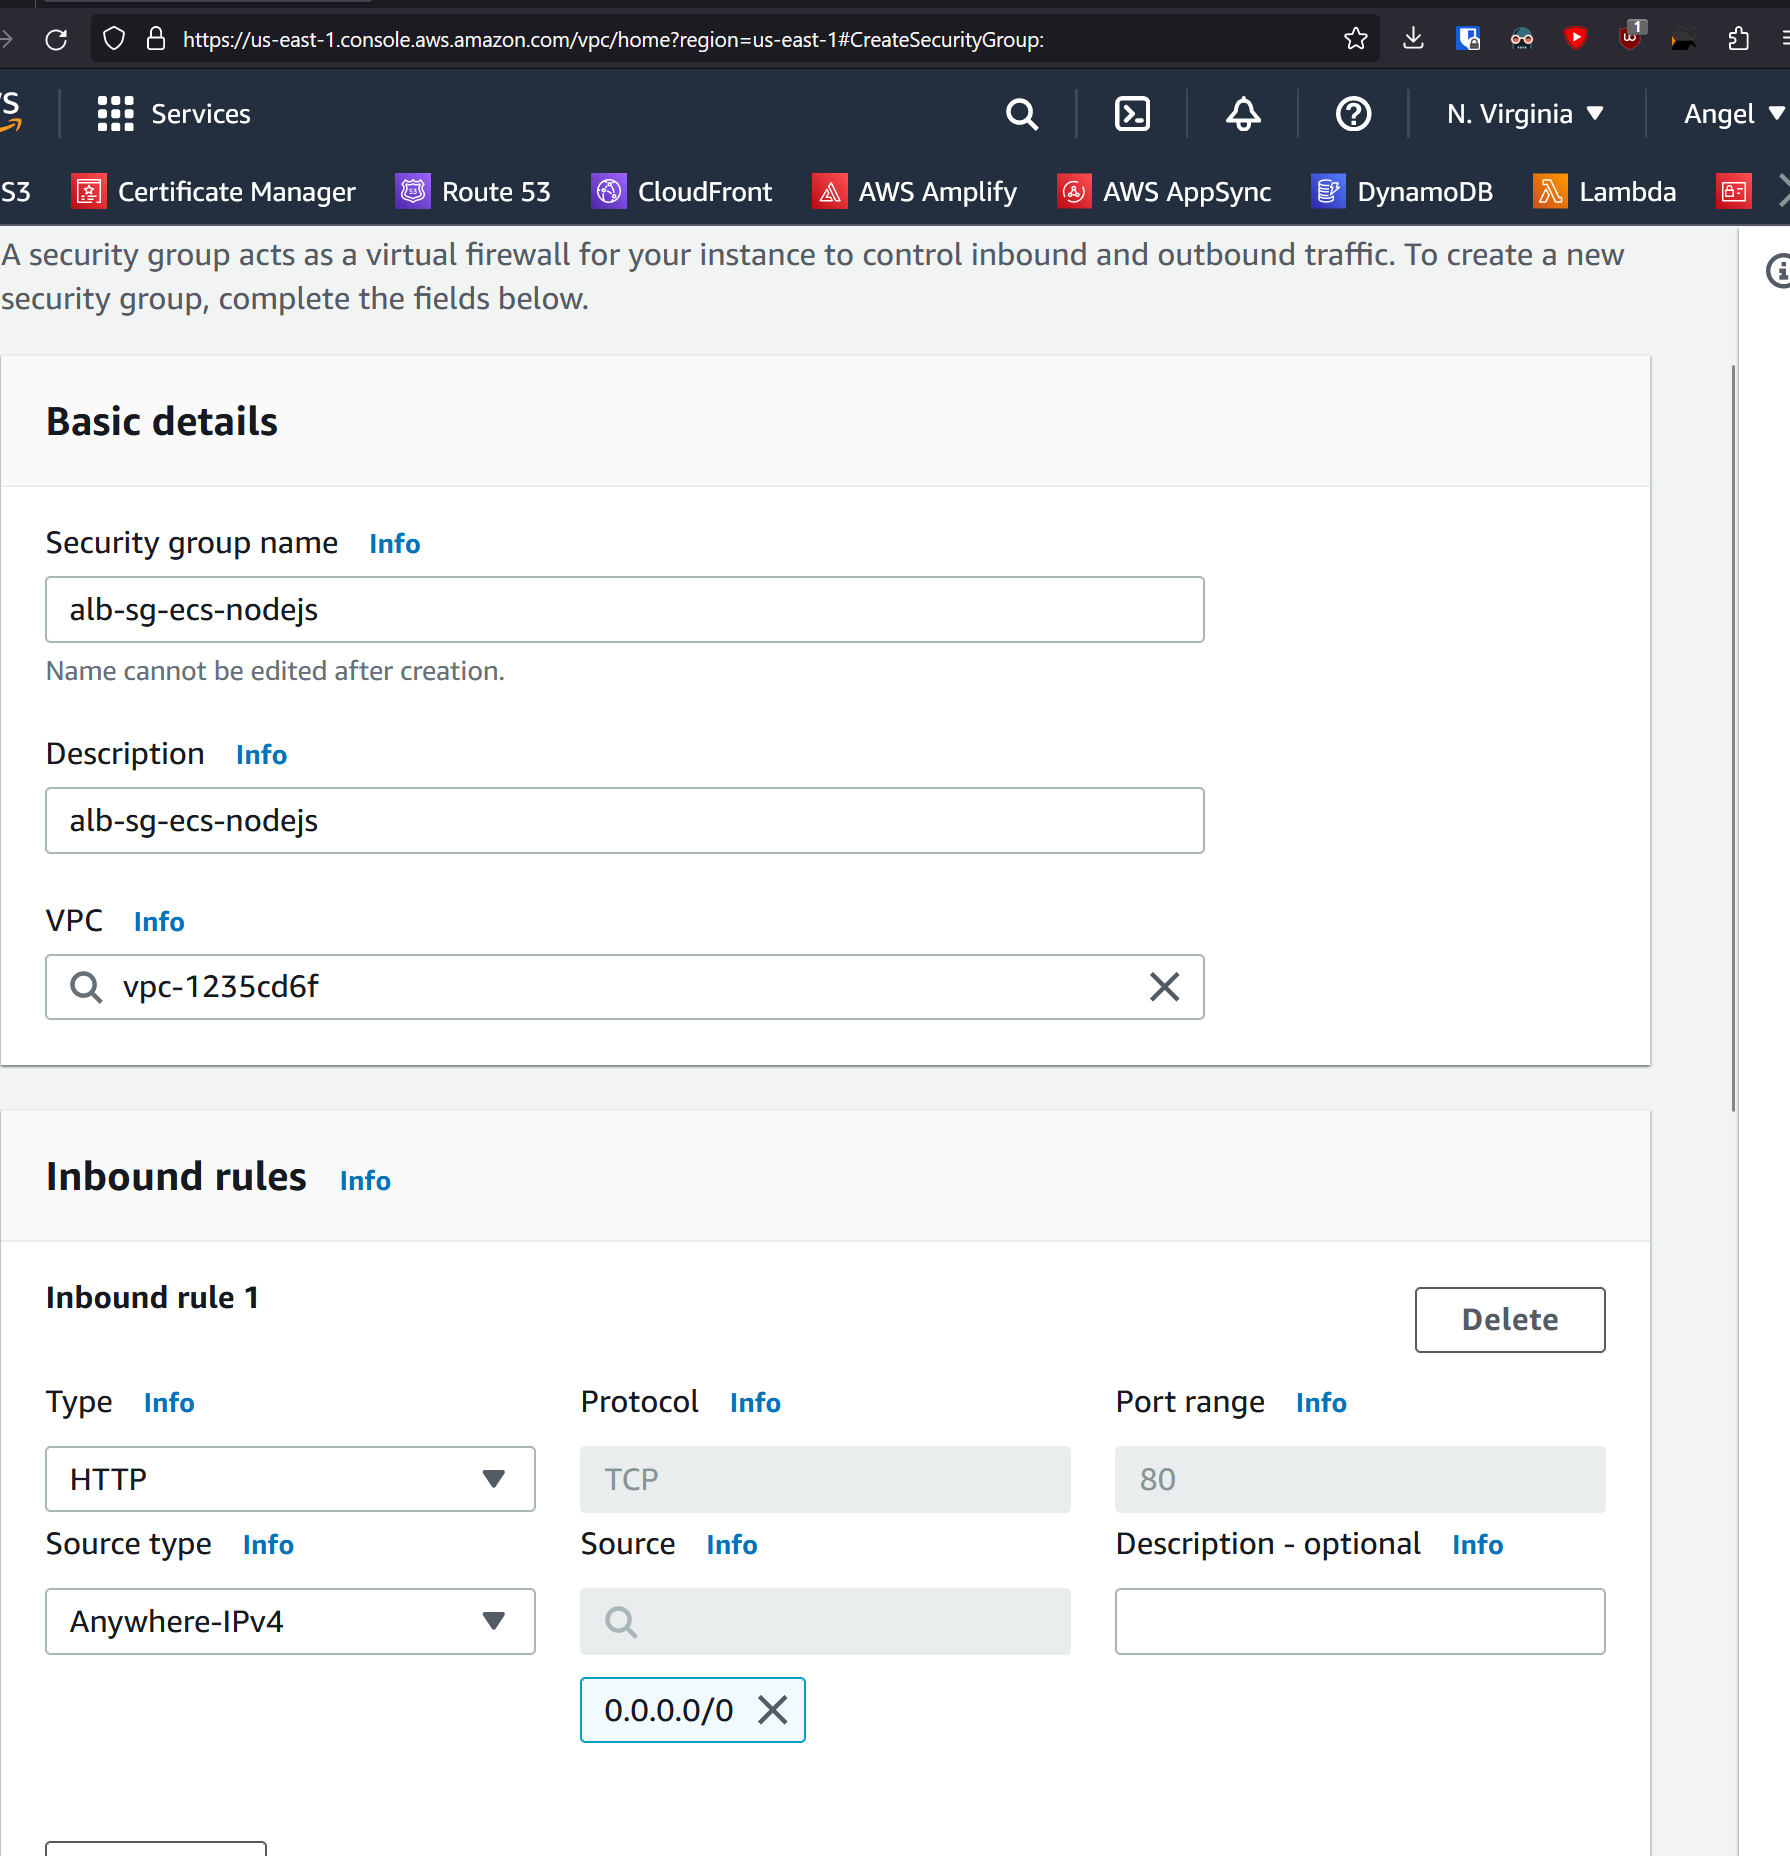 https://us-east-1.console.aws.amazon.com/vpc/home?region=us-east-1#CreateSecurityGroup:
1
Services N. Virginia Angel
S3 Certificate Manager Route 53 CloudFront AWS Amplify AWS AppSync DynamoDB Lambda
A security group acts as a virtual firewall for your instance to control inbound and outbound traffic. To create a new
security group, complete the fields below.
Basic details
Security group name Info
alb-sg-ecs-nodejs
Name cannot be edited after creation.
Description Info
alb-sg-ecs-nodejs
VPC Info
vpc-1235cd6f
Inbound rules Info
Inbound rule 1
Delete
Type Info Protocol Info Port range Info
HTTP TCP 80
Source type Info Source Info Description - optional Info
Anywhere-IPv4
0.0.0.0/0